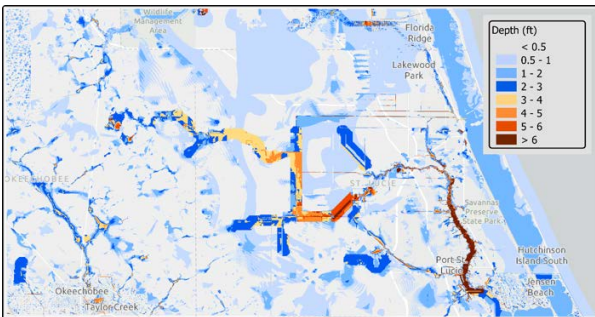 Wildlife
Management
Area
Florida
Ridge
Lakewood
Park
Depth (ft)
< 0.5
0.5 - 1
1 - 2
2 - 3
3 - 4
4 - 5
5 - 6
> 6
OKEECHOBEE
ST. LUCIE
Savannas
Preserve
State Park
Port St.
Lucie
Hutchinson
Island South
Jensen
Beach
Okeechobee
Taylor Creek